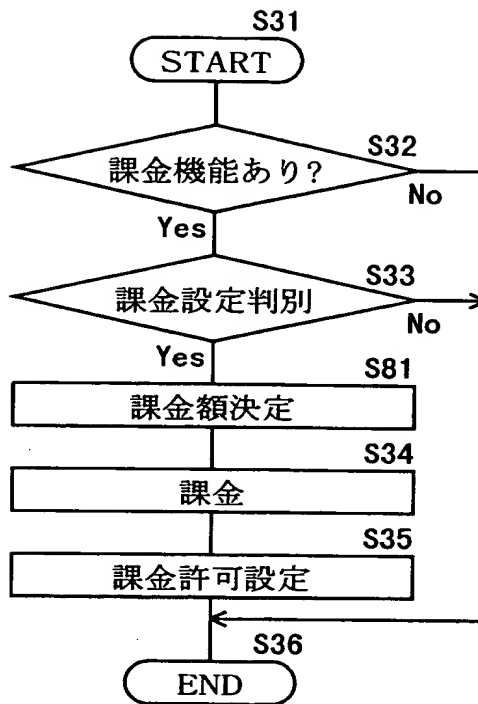 S31
START
S32
課金機能あり?
No
Yes
S33
課金設定判別
No
Yes
S81
課金額決定
S34
課金
S35
課金許可設定
S36
END